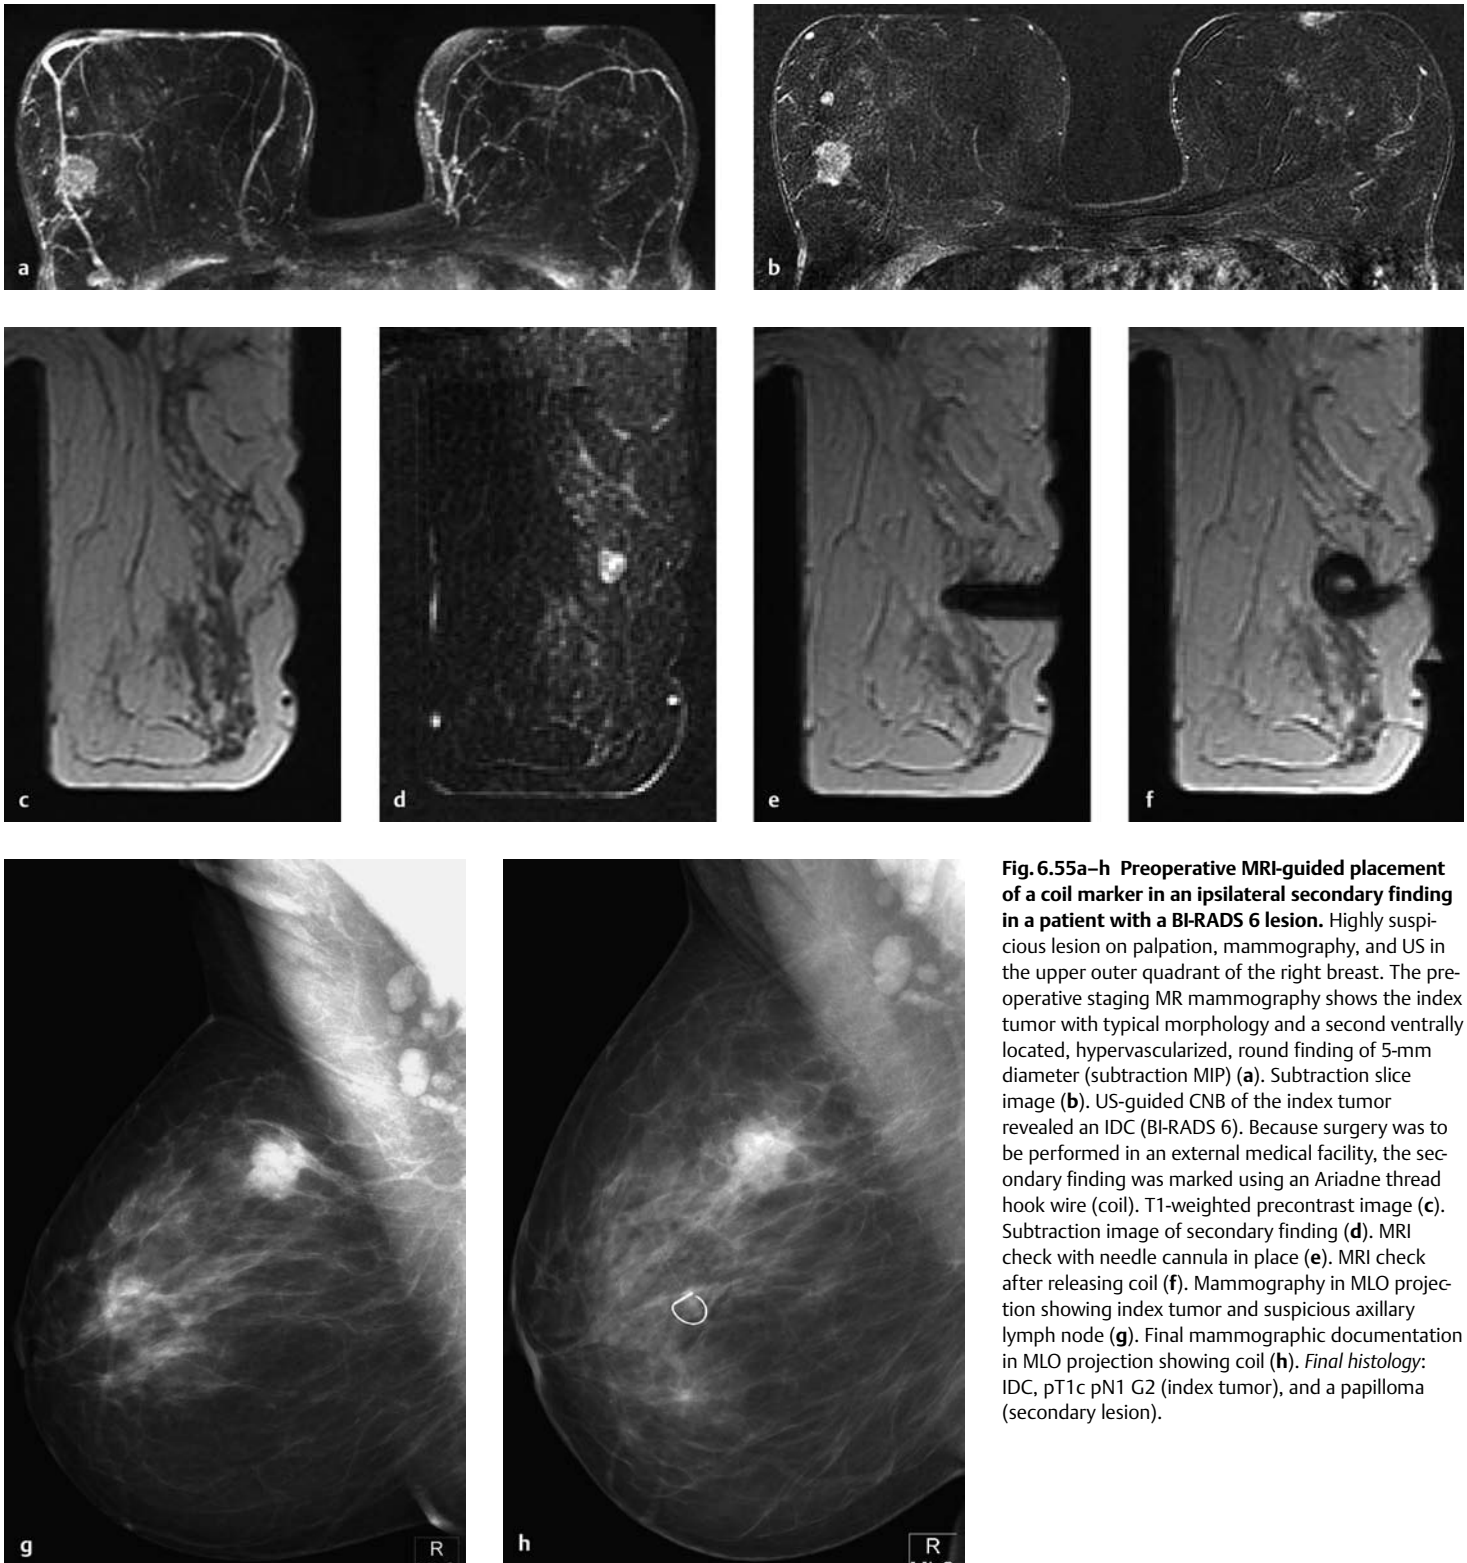 a
b
c
d
e
f
g
R
h
R
Fig. 6.55a–h Preoperative MRI-guided placement
of a coil marker in an ipsilateral secondary finding
in a patient with a BI-RADS 6 lesion. Highly suspi-
cious lesion on palpation, mammography, and US in
the upper outer quadrant of the right breast. The pre-
operative staging MR mammography shows the index
tumor with typical morphology and a second ventrally
located, hypervascularized, round finding of 5-mm
diameter (subtraction MIP) (a). Subtraction slice
image (b). US-guided CNB of the index tumor
revealed an IDC (BI-RADS 6). Because surgery was to
be performed in an external medical facility, the sec-
ondary finding was marked using an Ariadne thread
hook wire (coil). T1-weighted precontrast image (c).
Subtraction image of secondary finding (d). MRI
check with needle cannula in place (e). MRI check
after releasing coil (f). Mammography in MLO projec-
tion showing index tumor and suspicious axillary
lymph node (g). Final mammographic documentation
in MLO projection showing coil (h). Final histology:
IDC, pT1c pN1 G2 (index tumor), and a papilloma
(secondary lesion).